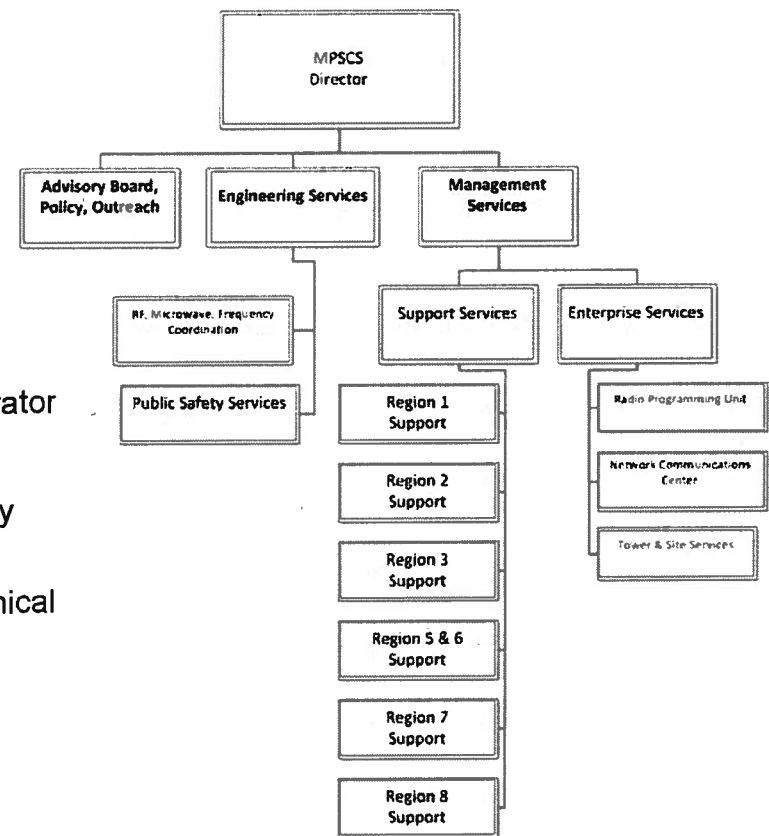 MPSCS
Director
Advisory Board,
Policy, Outreach
Engineering Services
Management
Services
RF, Microwave, Frequency
Coordination
Public Safety Services
Support Services
Enterprise Services
Region 1
Support
Region 2
Support
Region 3
Support
Region 5 & 6
Support
Region 7
Support
Region 8
Support
Radio Programming Unit
Network Communications
Center
Tower & Site Services
rator
y
nical